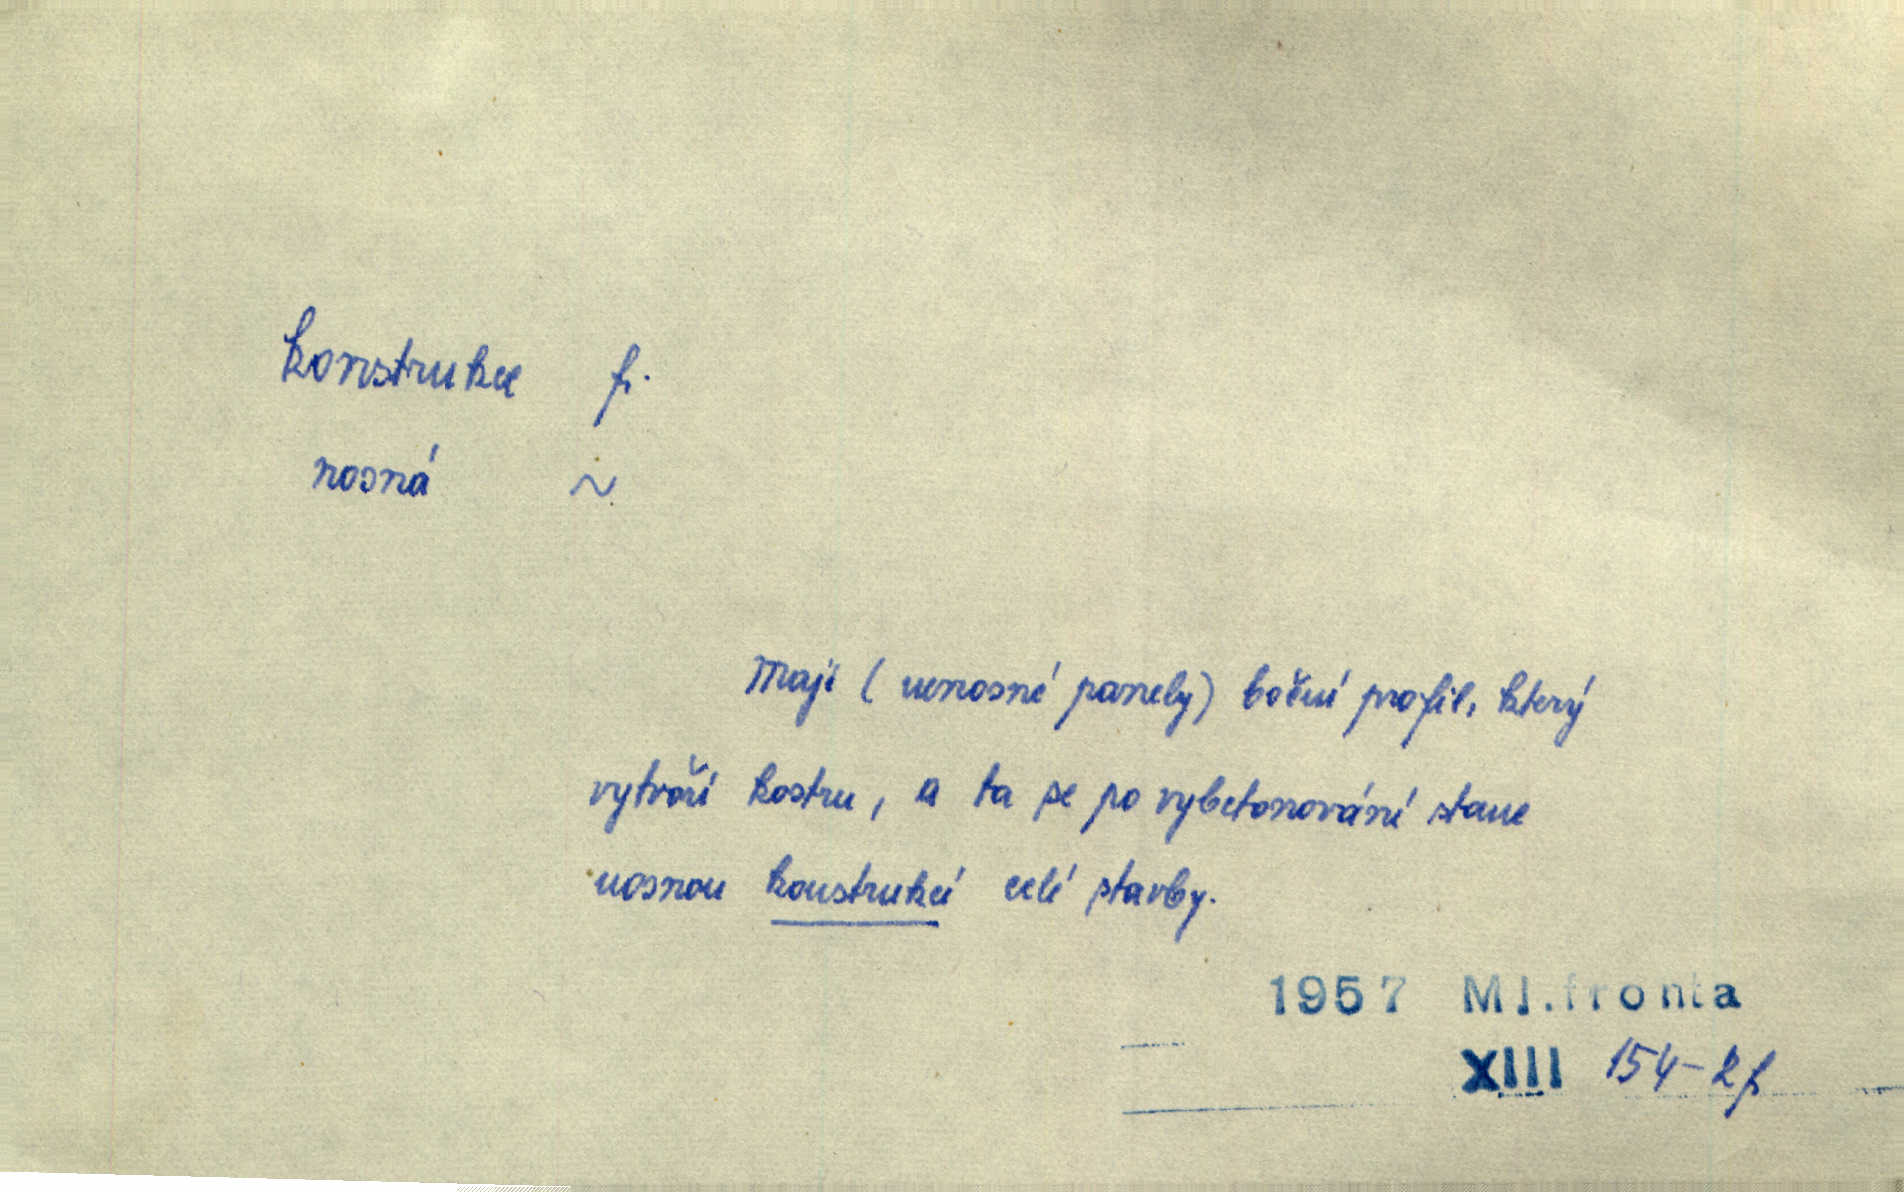 konstrukce f.
nosná ~
Mají (nenosné panely) boční profil, který
vytvoří kostru, a ta se po vybetonování stane
nosnou konstrukcí celé stavby.
1957 Ml.fronta
XIII 154-2f